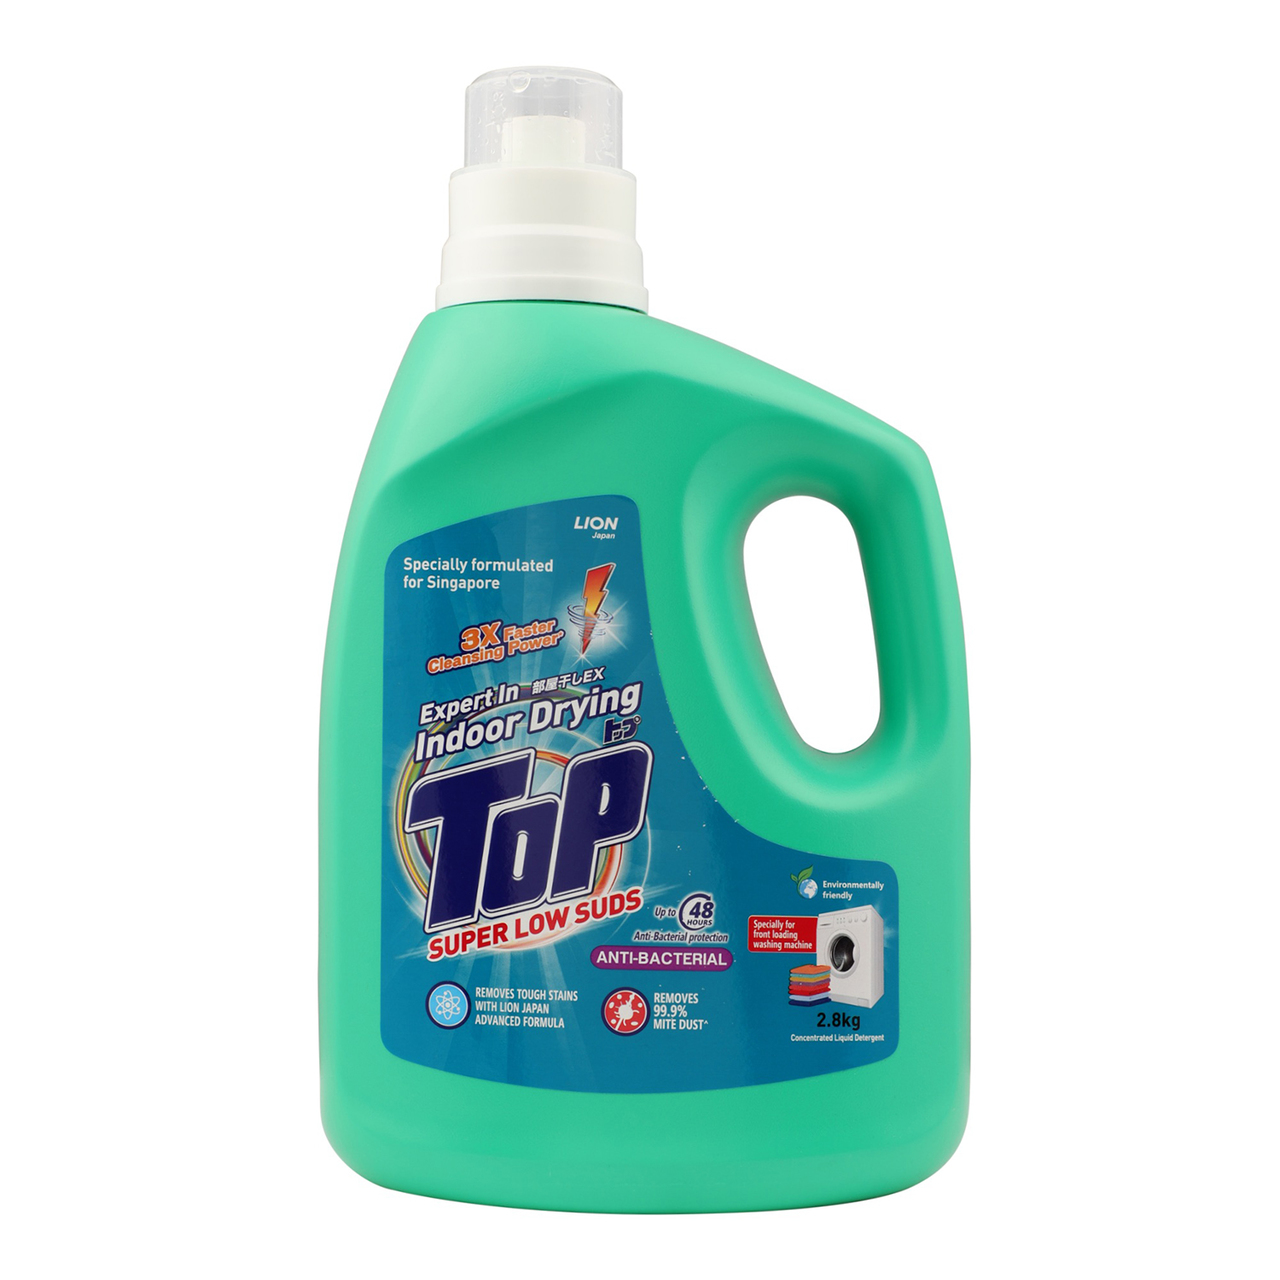 LION
Japan
Specially formulated
for Singapore
3X Faster
Cleansing Power^
Expert In 部屋干しEX
Indoor Drying
トップ®
TOP
SUPER LOW SUDS
Up to 48
HOURS
Anti-Bacterial protection
ANTI-BACTERIAL
REMOVES TOUGH STAINS
WITH LION JAPAN
ADVANCED FORMULA
REMOVES
99.9%
MITE DUST^
Environmentally
friendly
Specially for
front loading
washing machine
2.8kg
Concentrated Liquid Detergent